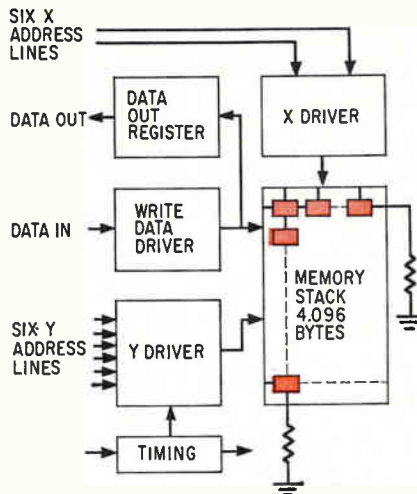 SIX X
ADDRESS
LINES
DATA OUT
DATA
OUT
REGISTER
X DRIVER
DATA IN
WRITE
DATA
DRIVER
MEMORY
STACK
4.096
BYTES
SIX Y
ADDRESS
LINES
Y DRIVER
TIMING